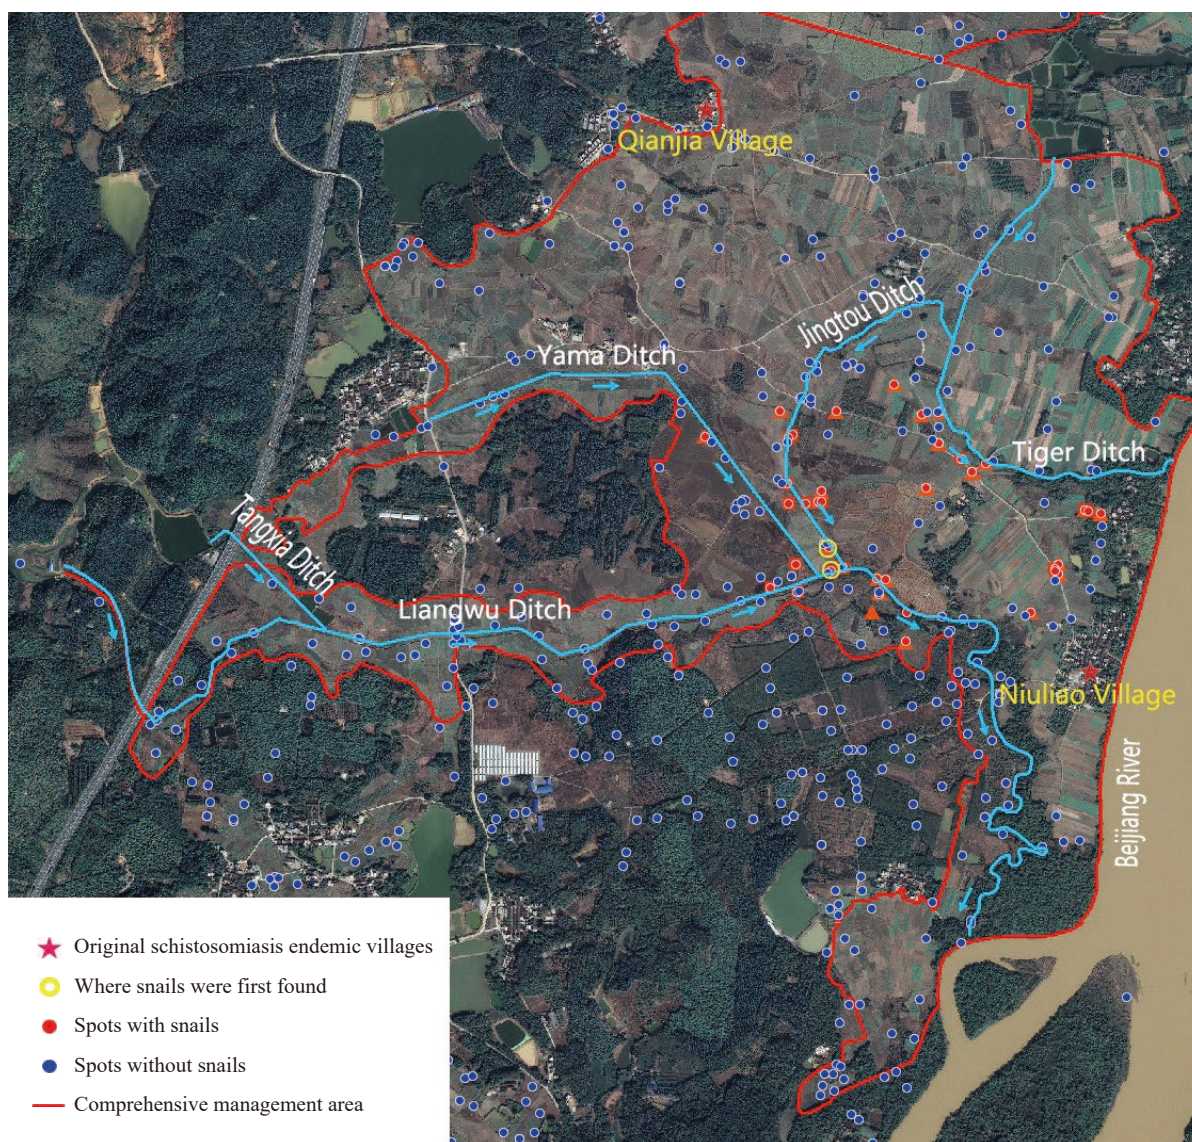 Qianjia Village
Jingtou Ditch
Yama Ditch
Tiger Ditch
Tangxia Ditch
Liangwu Ditch
Niuliao Village
Beijiang River
Original schistosomiasis endemic villages
Where snails were first found
Spots with snails
Spots without snails
Comprehensive management area